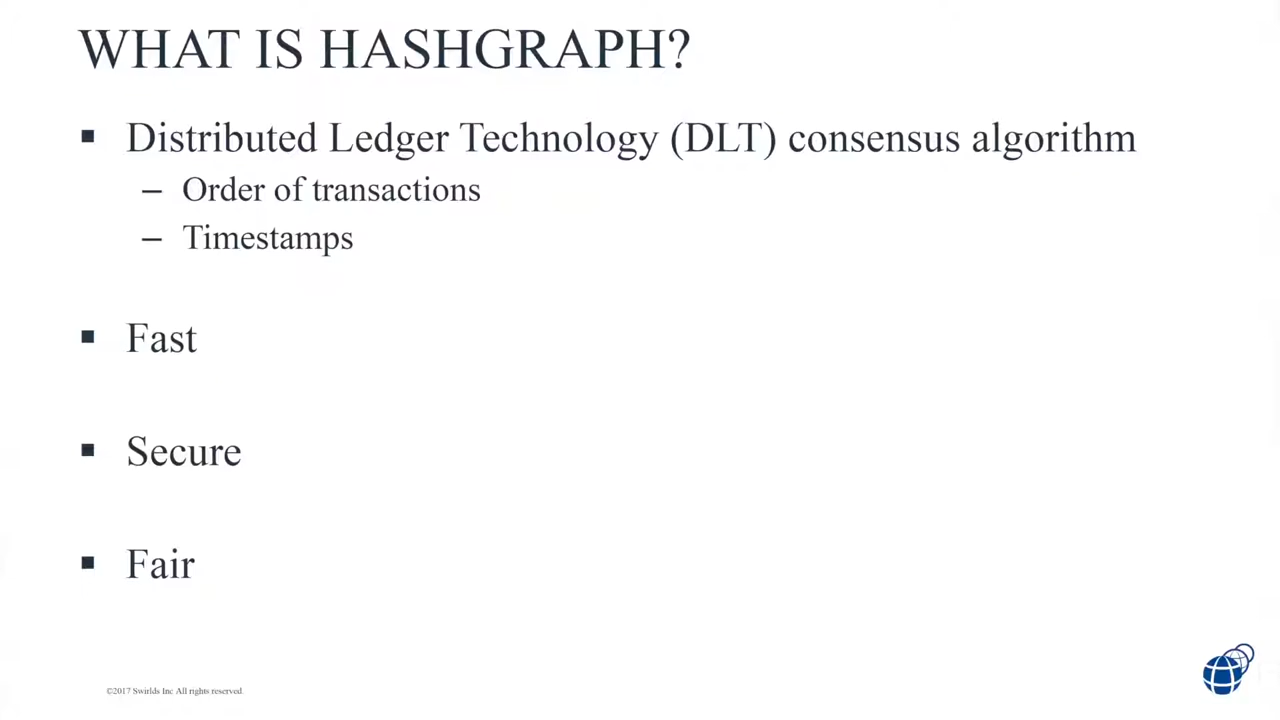 WHAT IS HASHGRAPH?
▪ Distributed Ledger Technology (DLT) consensus algorithm
– Order of transactions
– Timestamps
▪ Fast
▪ Secure
▪ Fair
©2017 Swirlds Inc All rights reserved.